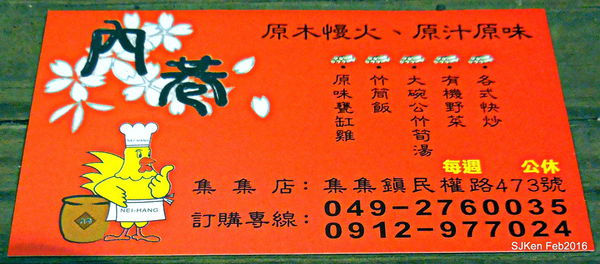 內巷
原木慢火、原汁原味
各式快炒
有機野菜
大碗公竹筍湯
竹筒飯
原味甕缸雞
每週 公休
NEI-HANG
NEI-HANG
集集店：集集鎮民權路473號
訂購專線：049-2760035
0912-977024
SJKen Feb2016